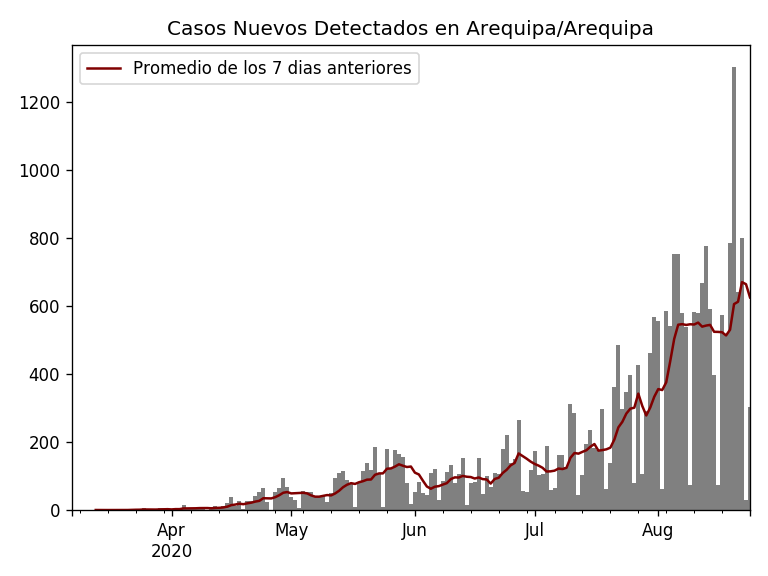 Casos Nuevos Detectados en Arequipa/Arequipa
Promedio de los 7 dias anteriores
1200
1000
800
600
400
200
0
Apr May Jun Jul Aug
2020